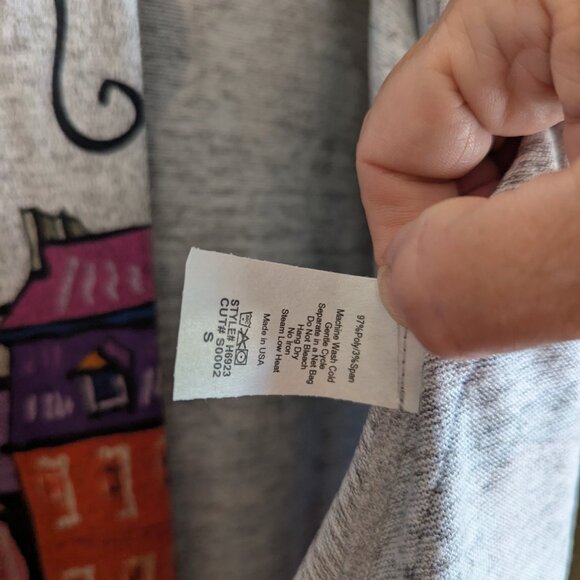 97%Poly/3%Span
Machine Wash Cold
Gentle Cycle
Separate in a Net Bag
Do Not Bleach
Hang Dry
No Iron
Steam Low Heat
Made in USA
STYLE# H6923
CUT# S0002
S